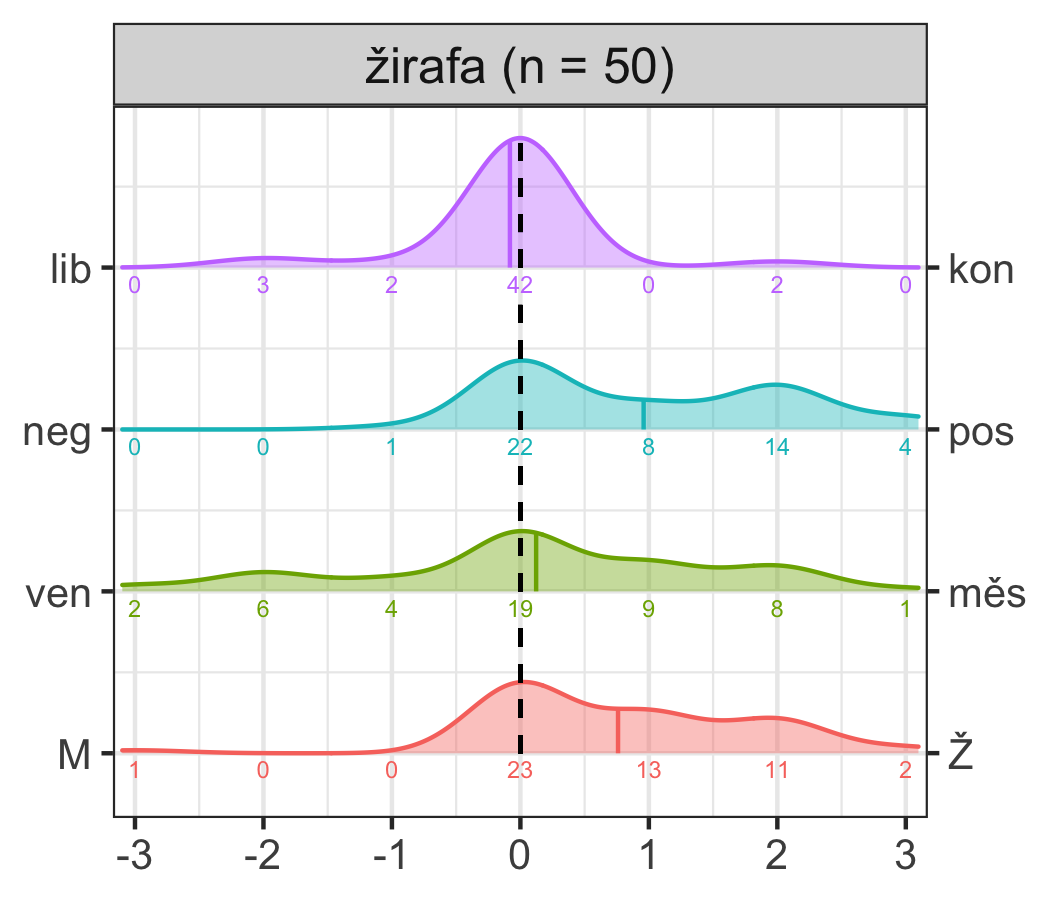 žirafa (n = 50)
lib kon
0 3 2 42 0 2 0
neg pos
0 0 1 22 8 14 4
ven měs
2 6 4 19 9 8 1
M Ž
1 0 0 23 13 11 2
-3 -2 -1 0 1 2 3